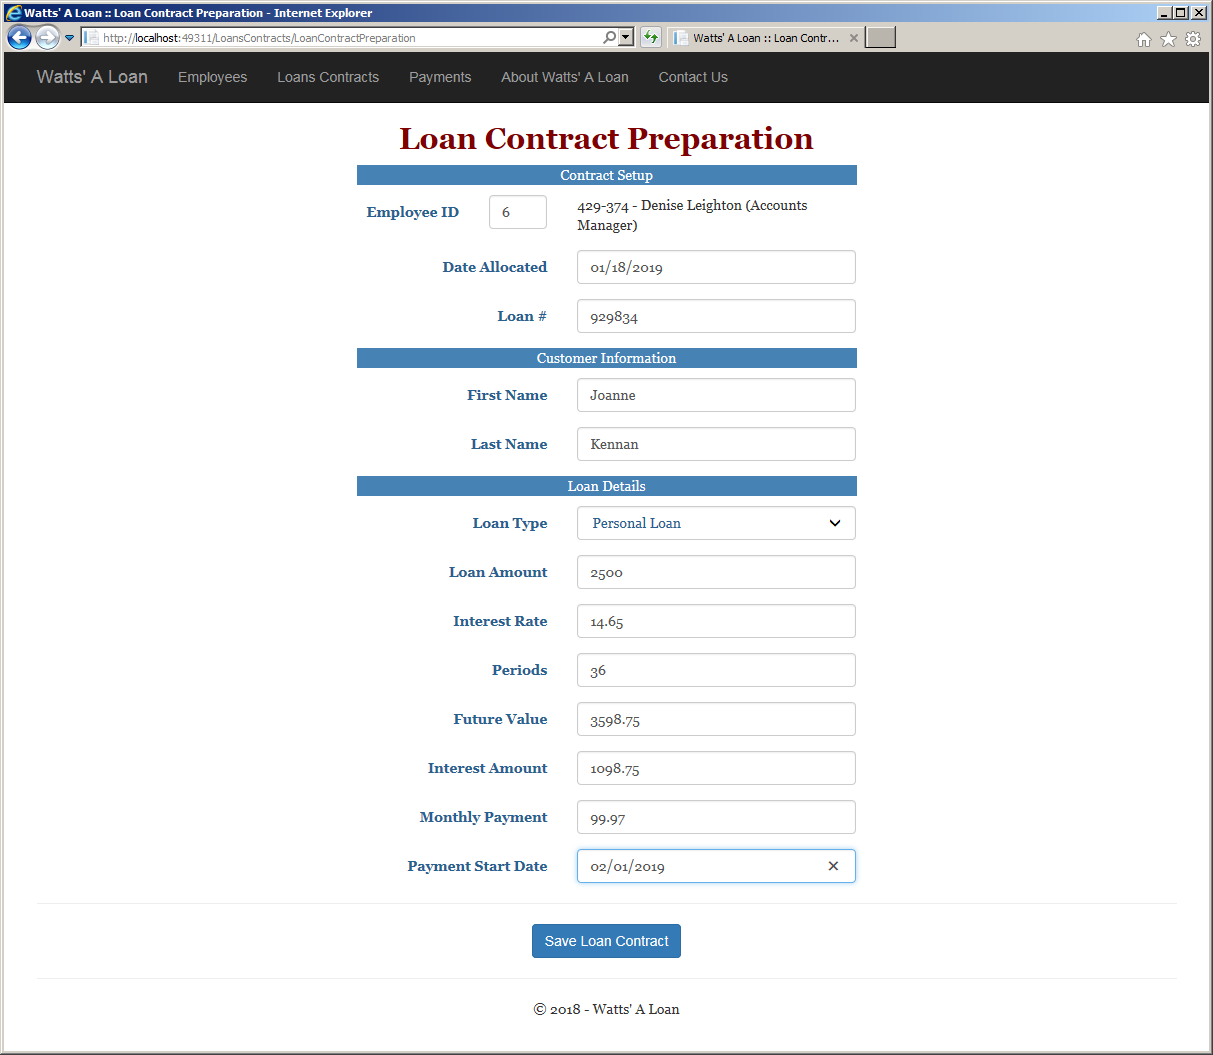 Watts' A Loan :: Loan Contract Preparation - Internet Explorer
http://localhost:49311/LoansContracts/LoanContractPreparation
Watts' A Loan :: Loan Contr...
Watts' A Loan Employees Loans Contracts Payments About Watts' A Loan Contact Us
Loan Contract Preparation
Contract Setup
Employee ID 6 429-374 - Denise Leighton (Accounts
Manager)
Date Allocated 01/18/2019
Loan # 929834
Customer Information
First Name Joanne
Last Name Kennan
Loan Details
Loan Type Personal Loan
Loan Amount 2500
Interest Rate 14.65
Periods 36
Future Value 3598.75
Interest Amount 1098.75
Monthly Payment 99.97
Payment Start Date 02/01/2019
Save Loan Contract
© 2018 - Watts' A Loan